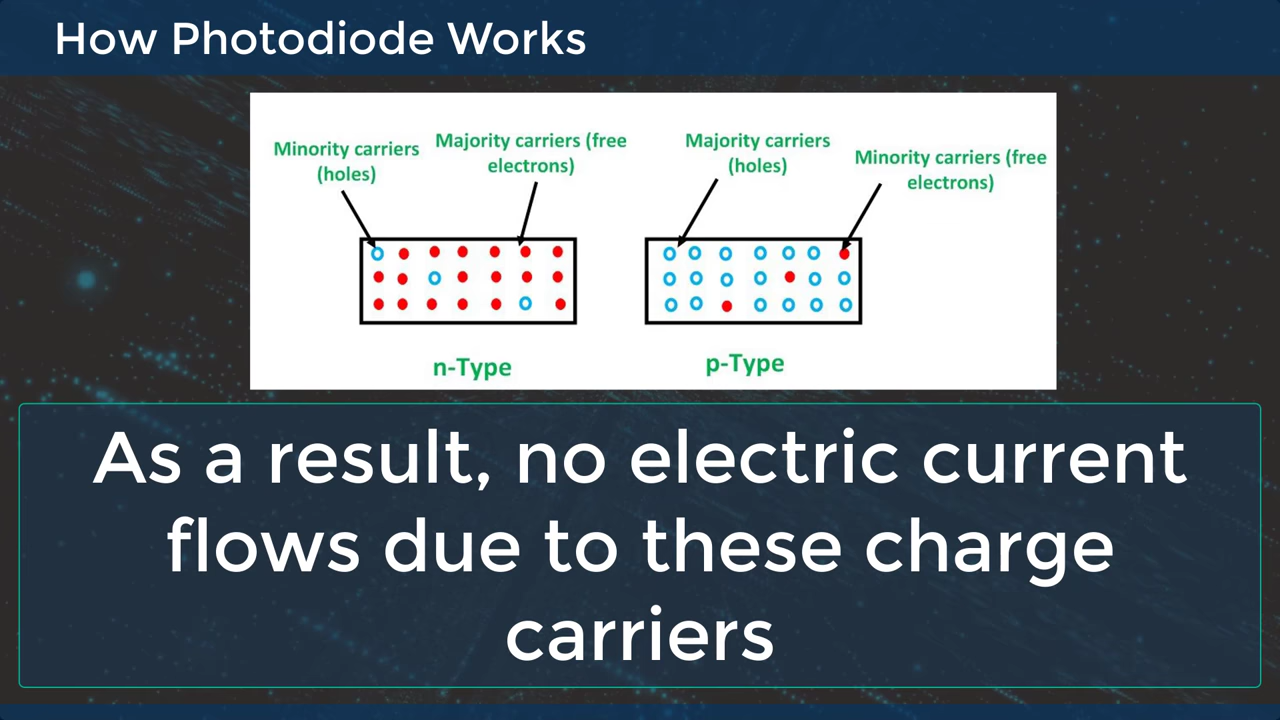 How Photodiode Works
Minority carriers
(holes)
Majority carriers (free
electrons)
Majority carriers
(holes)
Minority carriers (free
electrons)
n-Type
p-Type
As a result, no electric current
flows due to these charge
carriers